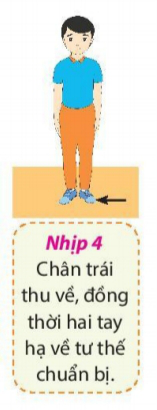 Nhịp 4
Chân trái
thu về, đồng
thời hai tay
hạ về tư thế
chuẩn bị.